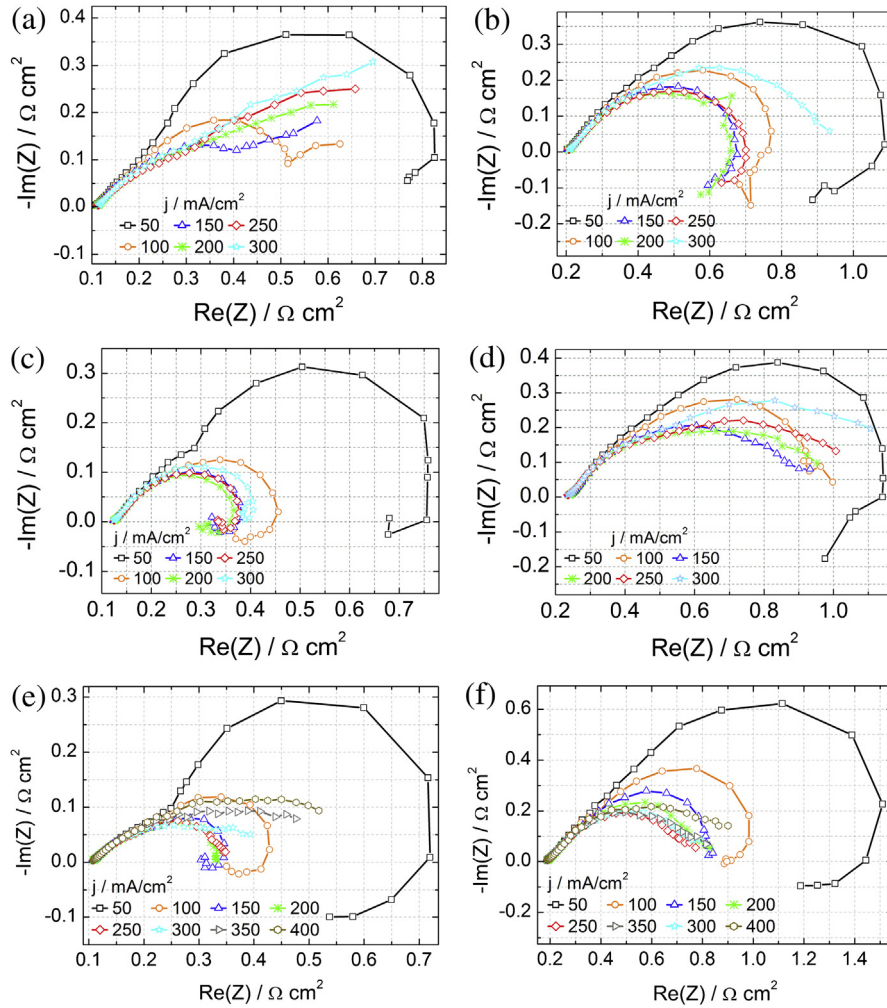 (a)
-Im(Z) / Ω cm²
0.4
0.3
0.2
0.1
0.0
-0.1
j / mA/cm²
50 150 250
100 200 300
0.1 0.2 0.3 0.4 0.5 0.6 0.7 0.8
Re(Z) / Ω cm²
(b)
-Im(Z) / Ω cm²
0.4
0.3
0.2
0.1
0.0
-0.1
-0.2
j / mA/cm²
50 150 250
100 200 300
0.2 0.4 0.6 0.8 1.0
Re(Z) / Ω cm²
(c)
-Im(Z) / Ω cm²
0.3
0.2
0.1
0.0
-0.1
j / mA/cm²
50 150 250
100 200 300
0.1 0.2 0.3 0.4 0.5 0.6 0.7 0.8
Re(Z) / Ω cm²
(d)
-Im(Z) / Ω cm²
0.4
0.3
0.2
0.1
0.0
-0.1
-0.2
j / mA/cm²
50 100 150
200 250 300
0.2 0.4 0.6 0.8 1.0
Re(Z) / Ω cm²
(e)
-Im(Z) / Ω cm²
0.3
0.2
0.1
0.0
-0.1
j / mA/cm²
50 100 150 200
250 300 350 400
0.1 0.2 0.3 0.4 0.5 0.6 0.7
Re(Z) / Ω cm²
(f)
-Im(Z) / Ω cm²
0.6
0.4
0.2
0.0
-0.2
j / mA/cm²
50 100 150 200
250 350 300 400
0.2 0.4 0.6 0.8 1.0 1.2 1.4
Re(Z) / Ω cm²